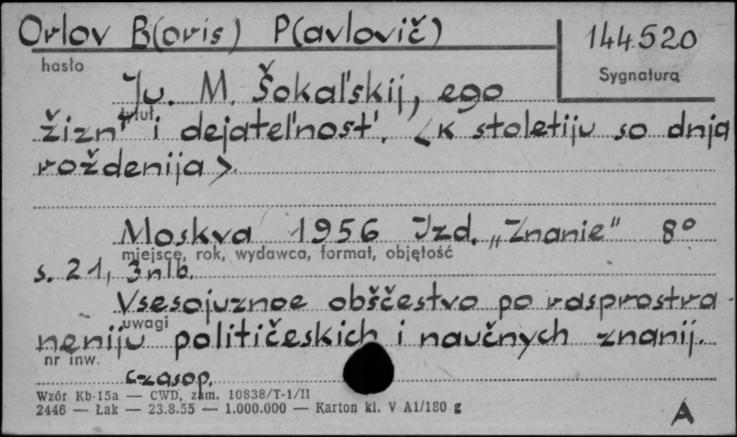 Orlov B(oris) P(avlovič) 144520
hasło Sygnatura
Ju. M. Šokal'skij, ego
tytuł
žizn' i dejatel'nost'. <K stoletiju so dnja
roždenija>.
Moskva 1956 Izd. „Znanie" 8°
miejsce, rok, wydawca, format, objętość
s. 21, 3 nlb.
Vsesojuznoe obščestvo po rasprostra-
uwagi
neniju političeskich i naučnych znanij.
nr inw.
czasop.
Wzór Kb-15a — CWD, zam. 10838/T-1/II
2446 — Łak — 23.8.55 — 1.000.000 — Karton kl. V A1/180 g
A